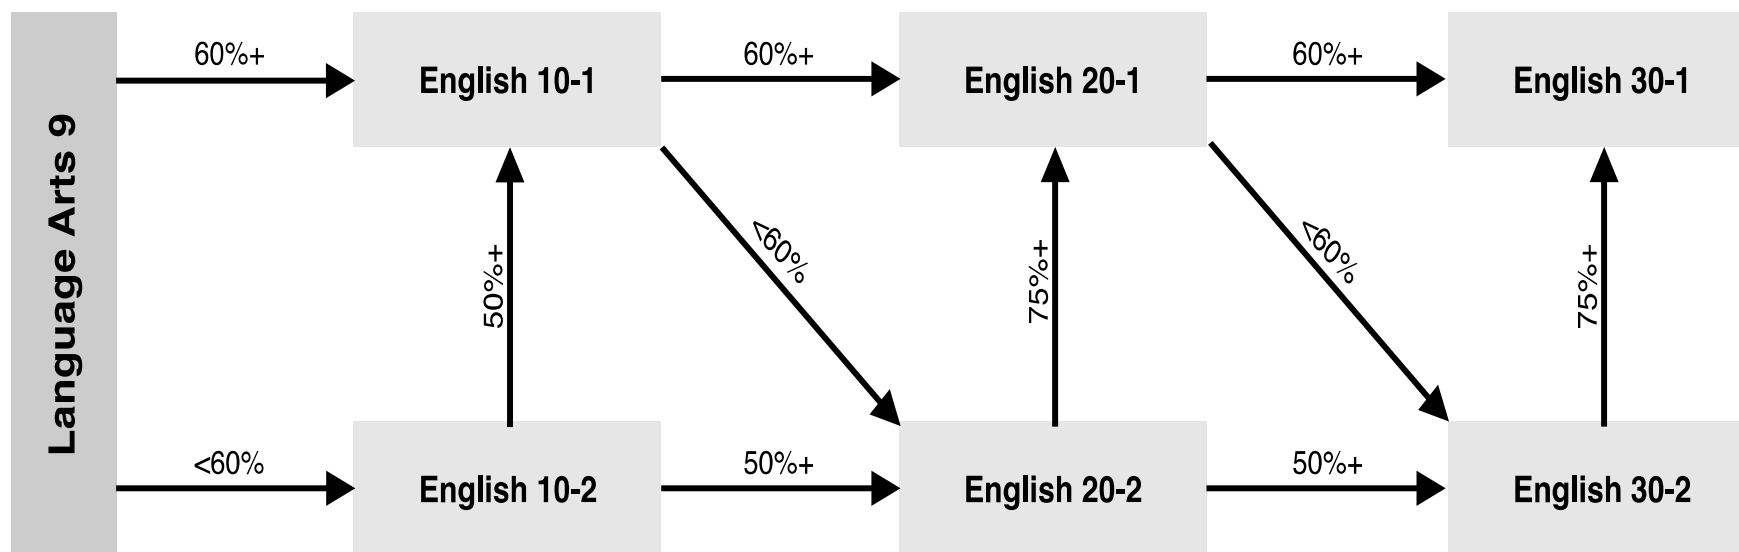 Language Arts 9
60%+
English 10-1
60%+
English 20-1
60%+
English 30-1
50%+
<60%
75%+
<60%
75%+
<60%
English 10-2
50%+
English 20-2
50%+
English 30-2